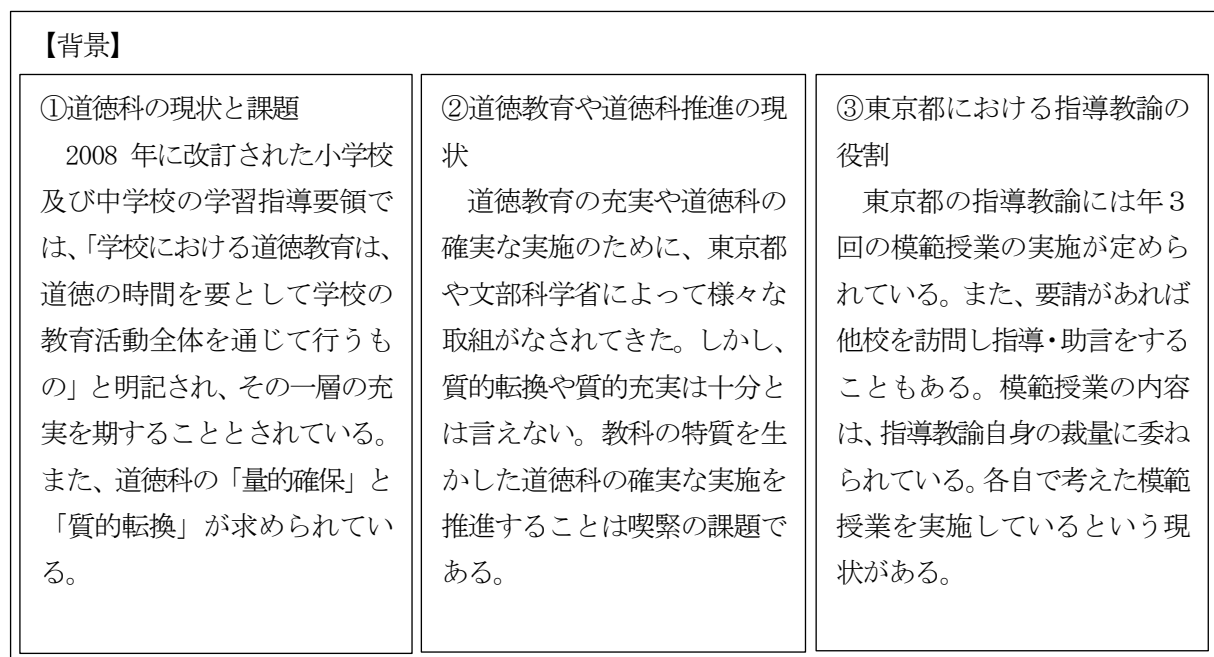 【背景】
①道徳科の現状と課題
2008 年に改訂された小学校
及び中学校の学習指導要領で
は、「学校における道徳教育は、
道徳の時間を要として学校の
教育活動全体を通じて行うも
の」と明記され、その一層の充
実を期することとされている。
また、道徳科の「量的確保」と
「質的転換」が求められてい
る。
②道徳教育や道徳科推進の現
状
道徳教育の充実や道徳科の
確実な実施のために、東京都
や文部科学省によって様々な
取組がなされてきた。しかし、
質的転換や質的充実は十分と
は言えない。教科の特質を生
かした道徳科の確実な実施を
推進することは喫緊の課題で
ある。
③東京都における指導教諭の
役割
東京都の指導教諭には年3
回の模範授業の実施が定めら
れている。また、要請があれば
他校を訪問し指導・助言をする
こともある。模範授業の内容
は、指導教諭自身の裁量に委ね
られている。各自で考えた模範
授業を実施しているという現
状がある。